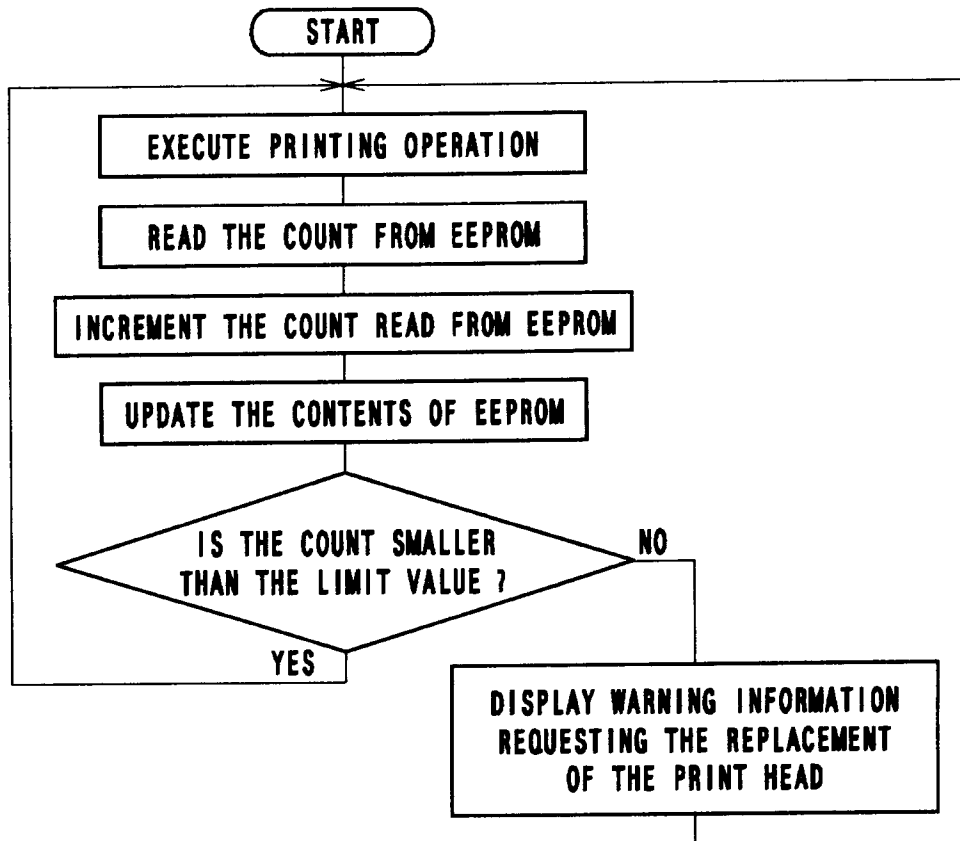 START
EXECUTE PRINTING OPERATION
READ THE COUNT FROM EEPROM
INCREMENT THE COUNT READ FROM EEPROM
UPDATE THE CONTENTS OF EEPROM
IS THE COUNT SMALLER
THAN THE LIMIT VALUE ?
NO
YES
DISPLAY WARNING INFORMATION
REQUESTING THE REPLACEMENT
OF THE PRINT HEAD